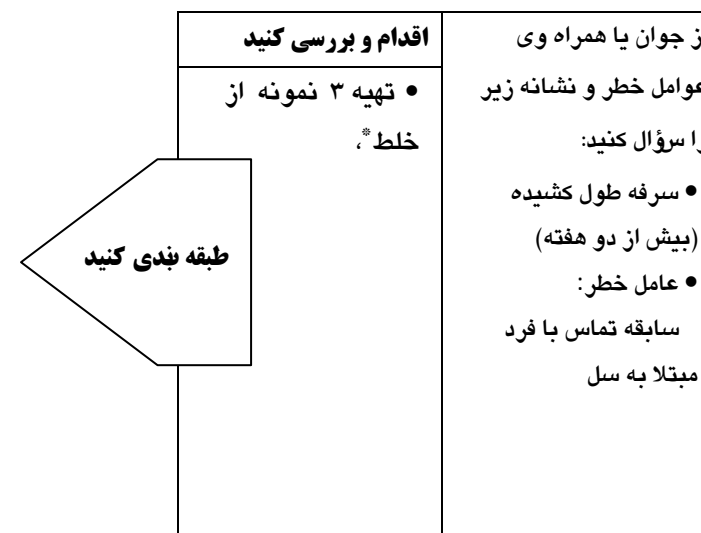 ز جوان یا همراه وی
عوامل خطر و نشانه زیر
را سؤال کنید:
• سرفه طول کشیده
(بیش از دو هفته)
• عامل خطر:
سابقه تماس با فرد
مبتلا به سل
اقدام و بررسی کنید
• تهیه ۳ نمونه از
خلط*،
طبقه بندی کنید